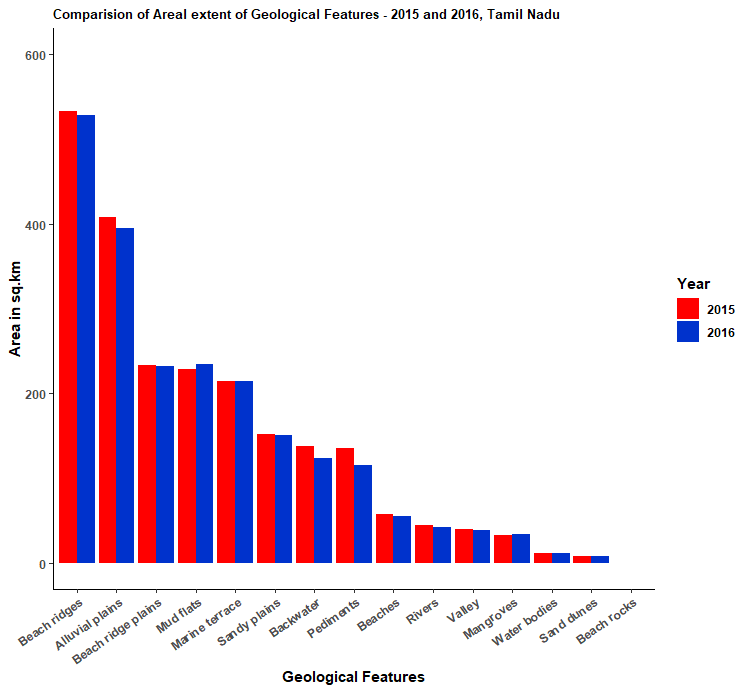 Comparision of Areal extent of Geological Features - 2015 and 2016, Tamil Nadu
600
400
200
0
Area in sq.km
Beach ridges
Alluvial plains
Beach ridge plains
Mud flats
Marine terrace
Sandy plains
Backwater
Pediments
Beaches
Rivers
Valley
Mangroves
Water bodies
Sand dunes
Beach rocks
Geological Features
Year
2015
2016